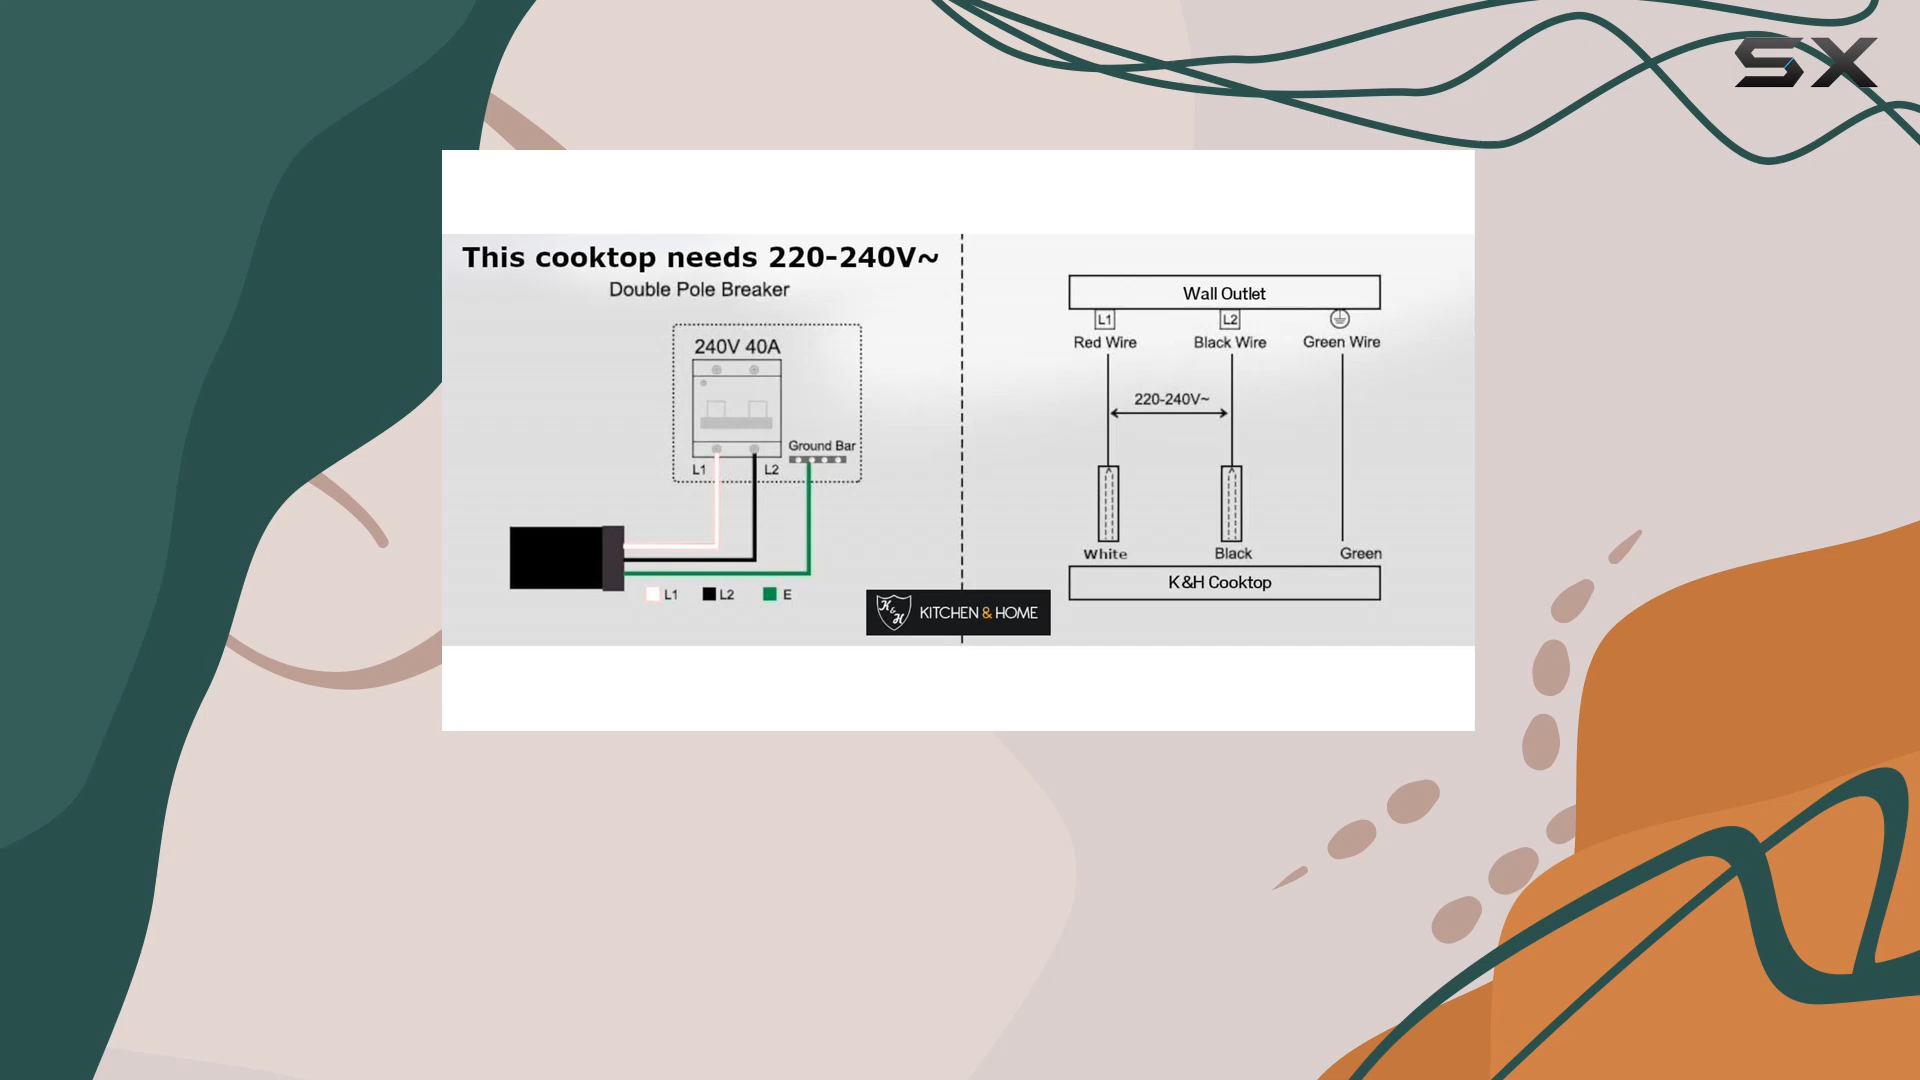 SX
This cooktop needs 220-240V~
Double Pole Breaker
240V 40A
Ground Bar
L1
L2
L1
L2
E
Wall Outlet
L1
L2
Red Wire
Black Wire
Green Wire
220-240V~
White
Black
Green
K&H Cooktop
K&H
KITCHEN & HOME